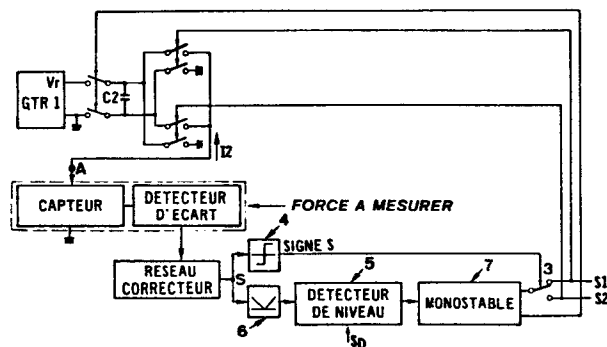 Vr
GTR 1
C2
I2
A
CAPTEUR
DETECTEUR
D'ECART
FORCE A MESURER
4
SIGNE S
RESEAU
CORRECTEUR
S
6
5
DETECTEUR
DE NIVEAU
SD
7
MONOSTABLE
3
S1
S2